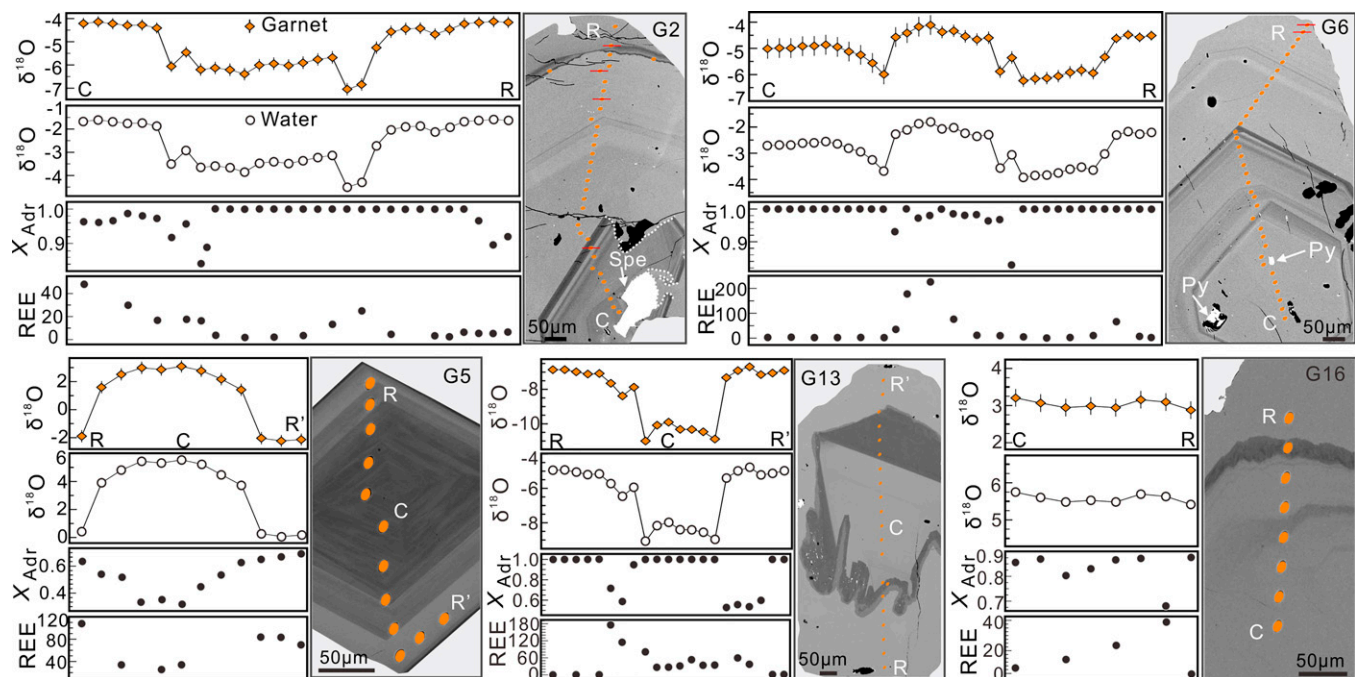 δ18O
-4
-5
-6
-7
Garnet
C
R
δ18O
-1
-2
-3
-4
Water
XAdr
1.0
0.9
REE
60
40
20
0
R
G2
Spe
C
50μm
δ18O
-4
-5
-6
-7
C
R
δ18O
-2
-3
-4
XAdr
1.0
0.9
REE
200
100
0
R
G6
Py
Py
C
50μm
δ18O
2
0
-2
R
C
R'
δ18O
6
4
2
0
XAdr
0.6
0.4
REE
120
80
40
G5
R
C
R'
50μm
δ18O
-8
-10
R
C
R'
δ18O
-4
-6
-8
XAdr
1.0
0.8
0.6
REE
180
120
60
0
G13
R'
C
R
50μm
δ18O
4
3
2
C
R
δ18O
6
5
XAdr
0.9
0.8
0.7
REE
40
20
0
G16
R
C
50μm